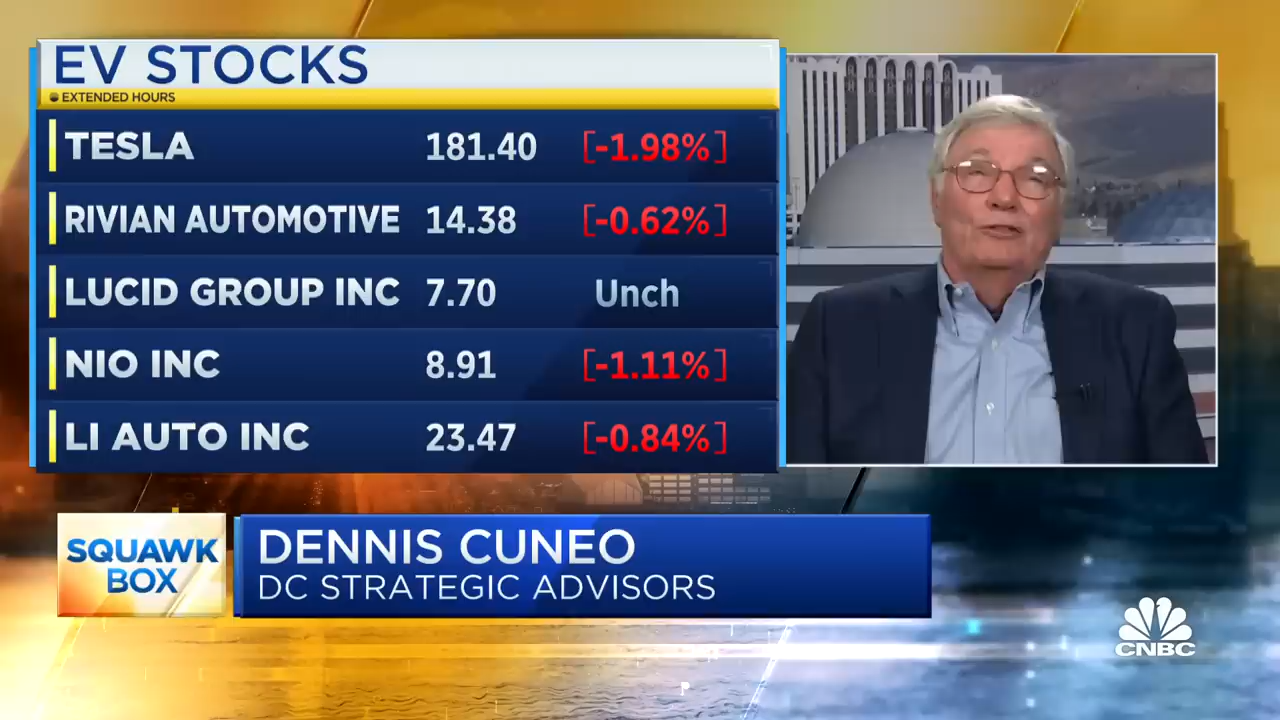 EV STOCKS
EXTENDED HOURS
TESLA 181.40 [-1.98%]
RIVIAN AUTOMOTIVE 14.38 [-0.62%]
LUCID GROUP INC 7.70 Unch
NIO INC 8.91 [-1.11%]
LI AUTO INC 23.47 [-0.84%]
SQUAWK
BOX
DENNIS CUNEO
DC STRATEGIC ADVISORS
CNBC
P